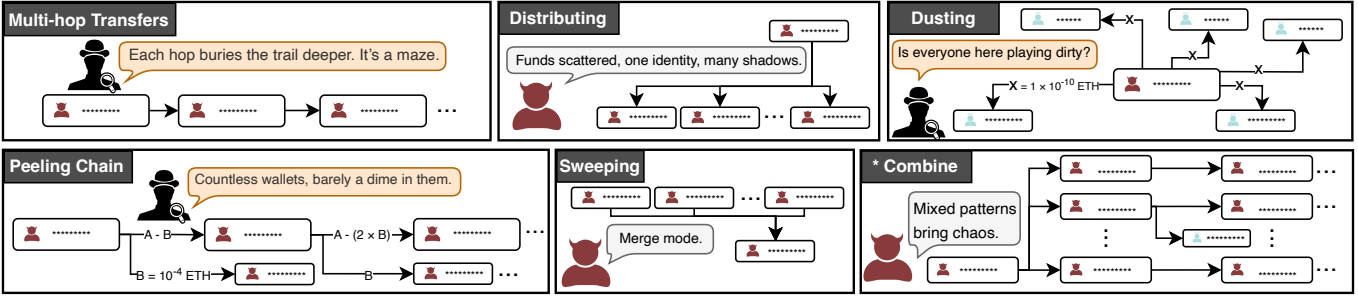 Multi-hop Transfers
Each hop buries the trail deeper. It's a maze.
*********
*********
*********
...
Distributing
*********
Funds scattered, one identity, many shadows.
*********
*********
...
*********
Dusting
******
******
******
Is everyone here playing dirty?
X
X
X
X = 1 × 10⁻¹⁰ ETH
*********
X
*********
*********
Peeling Chain
Countless wallets, barely a dime in them.
*********
A - B
*********
A - (2 × B)
*********
...
B = 10⁻⁴ ETH
*********
B
*********
...
Sweeping
*********
*********
...
*********
Merge mode.
*********
* Combine
*********
*********
...
Mixed patterns
bring chaos.
*********
*********
...
*********
*********
*********
*********
...